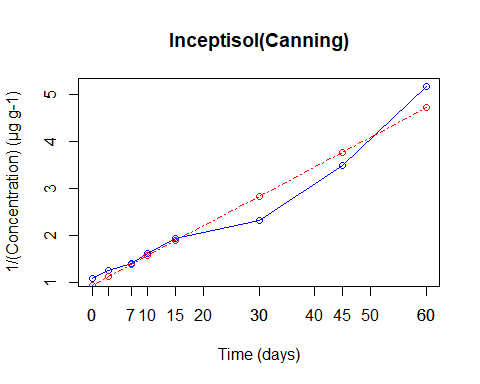 Inceptisol(Canning)
1/(Concentration) (µg g-1)
5
4
3
2
1
0 7 10 15 20 30 40 45 50 60
Time (days)